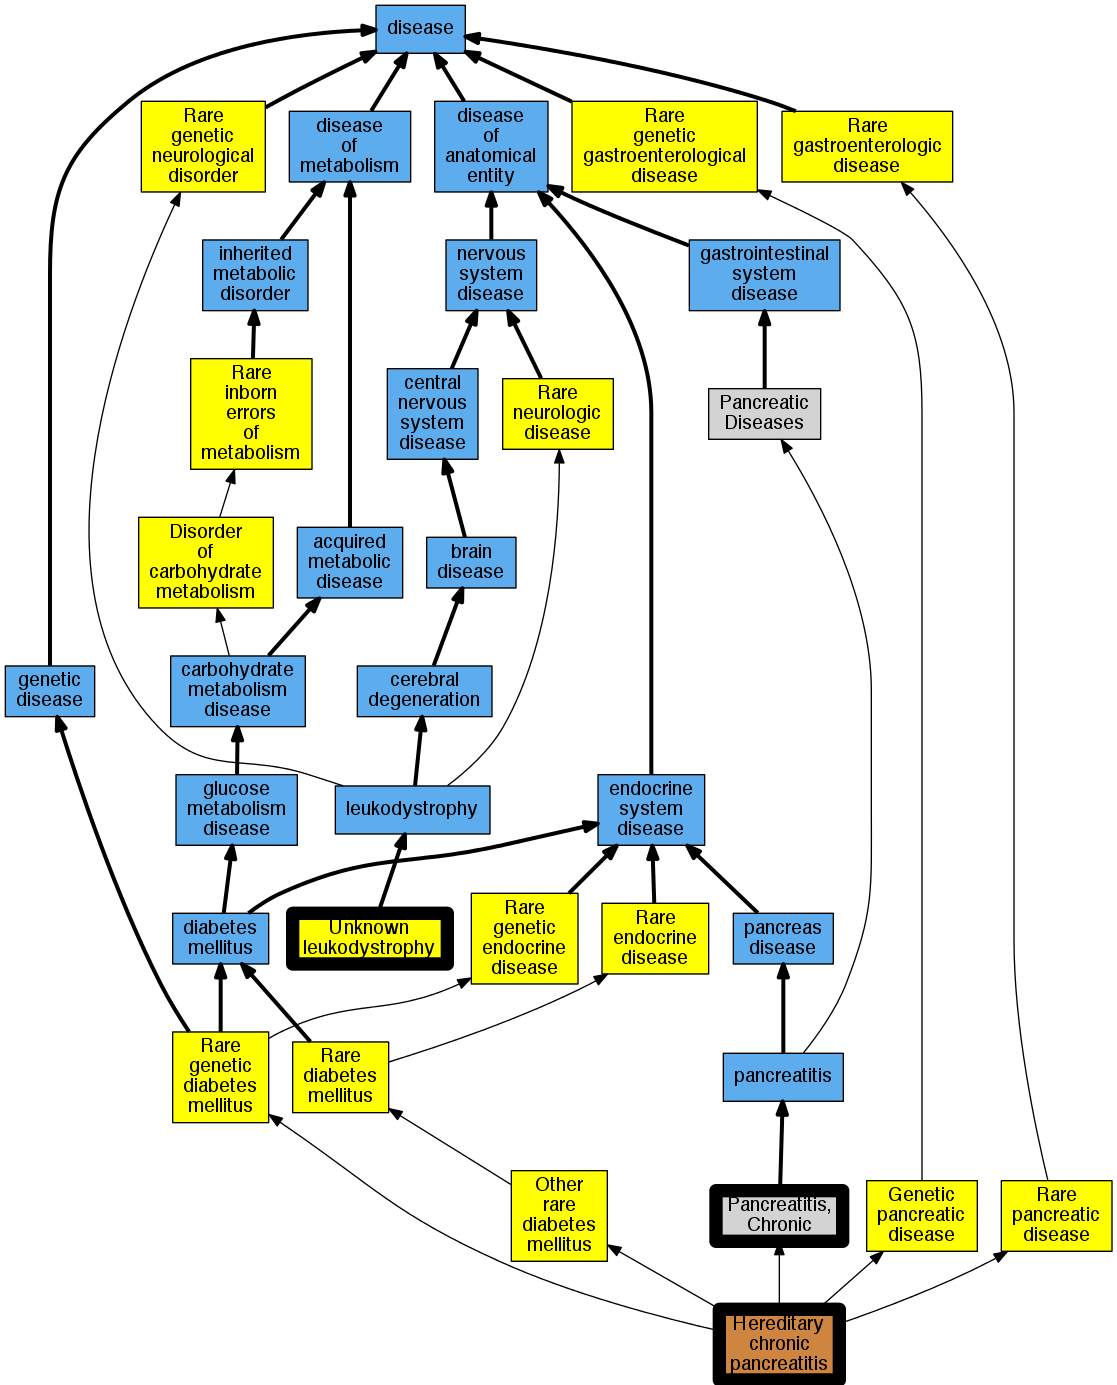 disease
Rare
genetic
neurological
disorder
disease
of
metabolism
disease
of
anatomical
entity
Rare
genetic
gastroenterological
disease
Rare
gastroenterologic
disease
inherited
metabolic
disorder
nervous
system
disease
gastrointestinal
system
disease
Rare
inborn
errors
of
metabolism
central
nervous
system
disease
Rare
neurologic
disease
Pancreatic
Diseases
Disorder
of
carbohydrate
metabolism
acquired
metabolic
disease
brain
disease
genetic
disease
carbohydrate
metabolism
disease
cerebral
degeneration
glucose
metabolism
disease
leukodystrophy
endocrine
system
disease
diabetes
mellitus
Unknown
leukodystrophy
Rare
genetic
endocrine
disease
Rare
endocrine
disease
pancreas
disease
Rare
genetic
diabetes
mellitus
Rare
diabetes
mellitus
pancreatitis
Other
rare
diabetes
mellitus
Pancreatitis,
Chronic
Genetic
pancreatic
disease
Rare
pancreatic
disease
Hereditary
chronic
pancreatitis